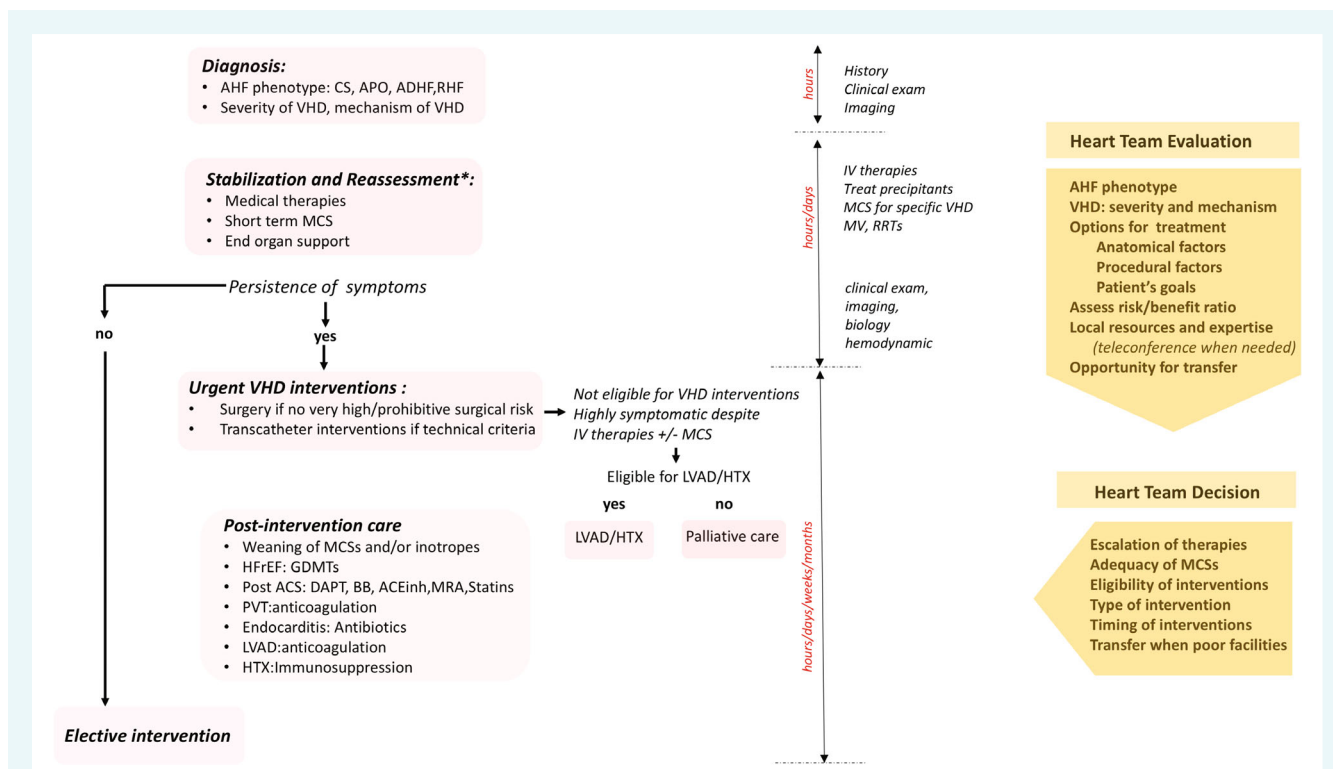 Diagnosis:
• AHF phenotype: CS, APO, ADHF,RHF
• Severity of VHD, mechanism of VHD
Stabilization and Reassessment*:
• Medical therapies
• Short term MCS
• End organ support
Persistence of symptoms
no
yes
Urgent VHD interventions :
• Surgery if no very high/prohibitive surgical risk
• Transcatheter interventions if technical criteria
Not eligible for VHD interventions
Highly symptomatic despite
IV therapies +/- MCS
Eligible for LVAD/HTX
yes
no
LVAD/HTX
Palliative care
Post-intervention care
• Weaning of MCSs and/or inotropes
• HFrEF: GDMTs
• Post ACS: DAPT, BB, ACEinh,MRA,Statins
• PVT:anticoagulation
• Endocarditis: Antibiotics
• LVAD:anticoagulation
• HTX:Immunosuppression
Elective intervention
hours
History
Clinical exam
Imaging
hours/days
IV therapies
Treat precipitants
MCS for specific VHD
MV, RRTs
clinical exam,
imaging,
biology
hemodynamic
hours/days/weeks/months
Heart Team Evaluation
AHF phenotype
VHD: severity and mechanism
Options for treatment
Anatomical factors
Procedural factors
Patient's goals
Assess risk/benefit ratio
Local resources and expertise
(teleconference when needed)
Opportunity for transfer
Heart Team Decision
Escalation of therapies
Adequacy of MCSs
Eligibility of interventions
Type of intervention
Timing of interventions
Transfer when poor facilities